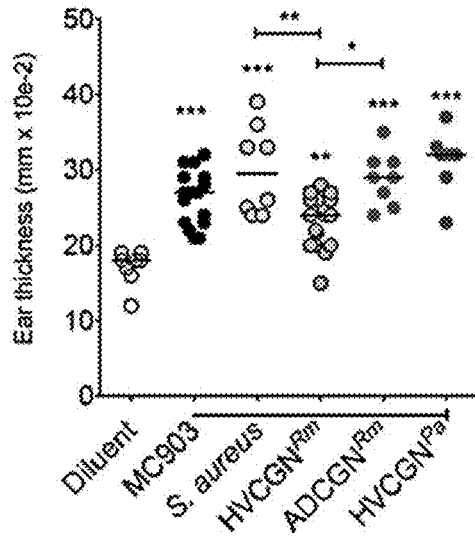 Ear thickness (mm x 10e-2)
50
40
30
20
10
0
**
*
***
***
**
***
***
Diluent
MC903
S. aureus
HVCGN^Rm
ADCGN^Rm
HVCGN^Pa